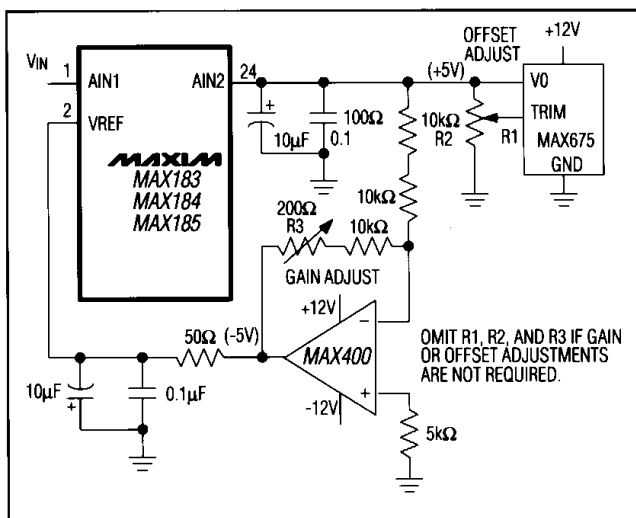 +12V
OFFSET
ADJUST
VIN
1
AIN1
AIN2
24
(+5V)
V0
2
VREF
TRIM
MAXIM
MAX183
MAX184
MAX185
10µF
100Ω
0.1
10kΩ
10kΩ
R2
R1
MAX675
GND
200Ω
R3
10kΩ
GAIN ADJUST
+12V
−
MAX400
+
-12V
50Ω
(-5V)
OMIT R1, R2, AND R3 IF GAIN
OR OFFSET ADJUSTMENTS
ARE NOT REQUIRED.
10µF
+
0.1µF
5kΩ
+